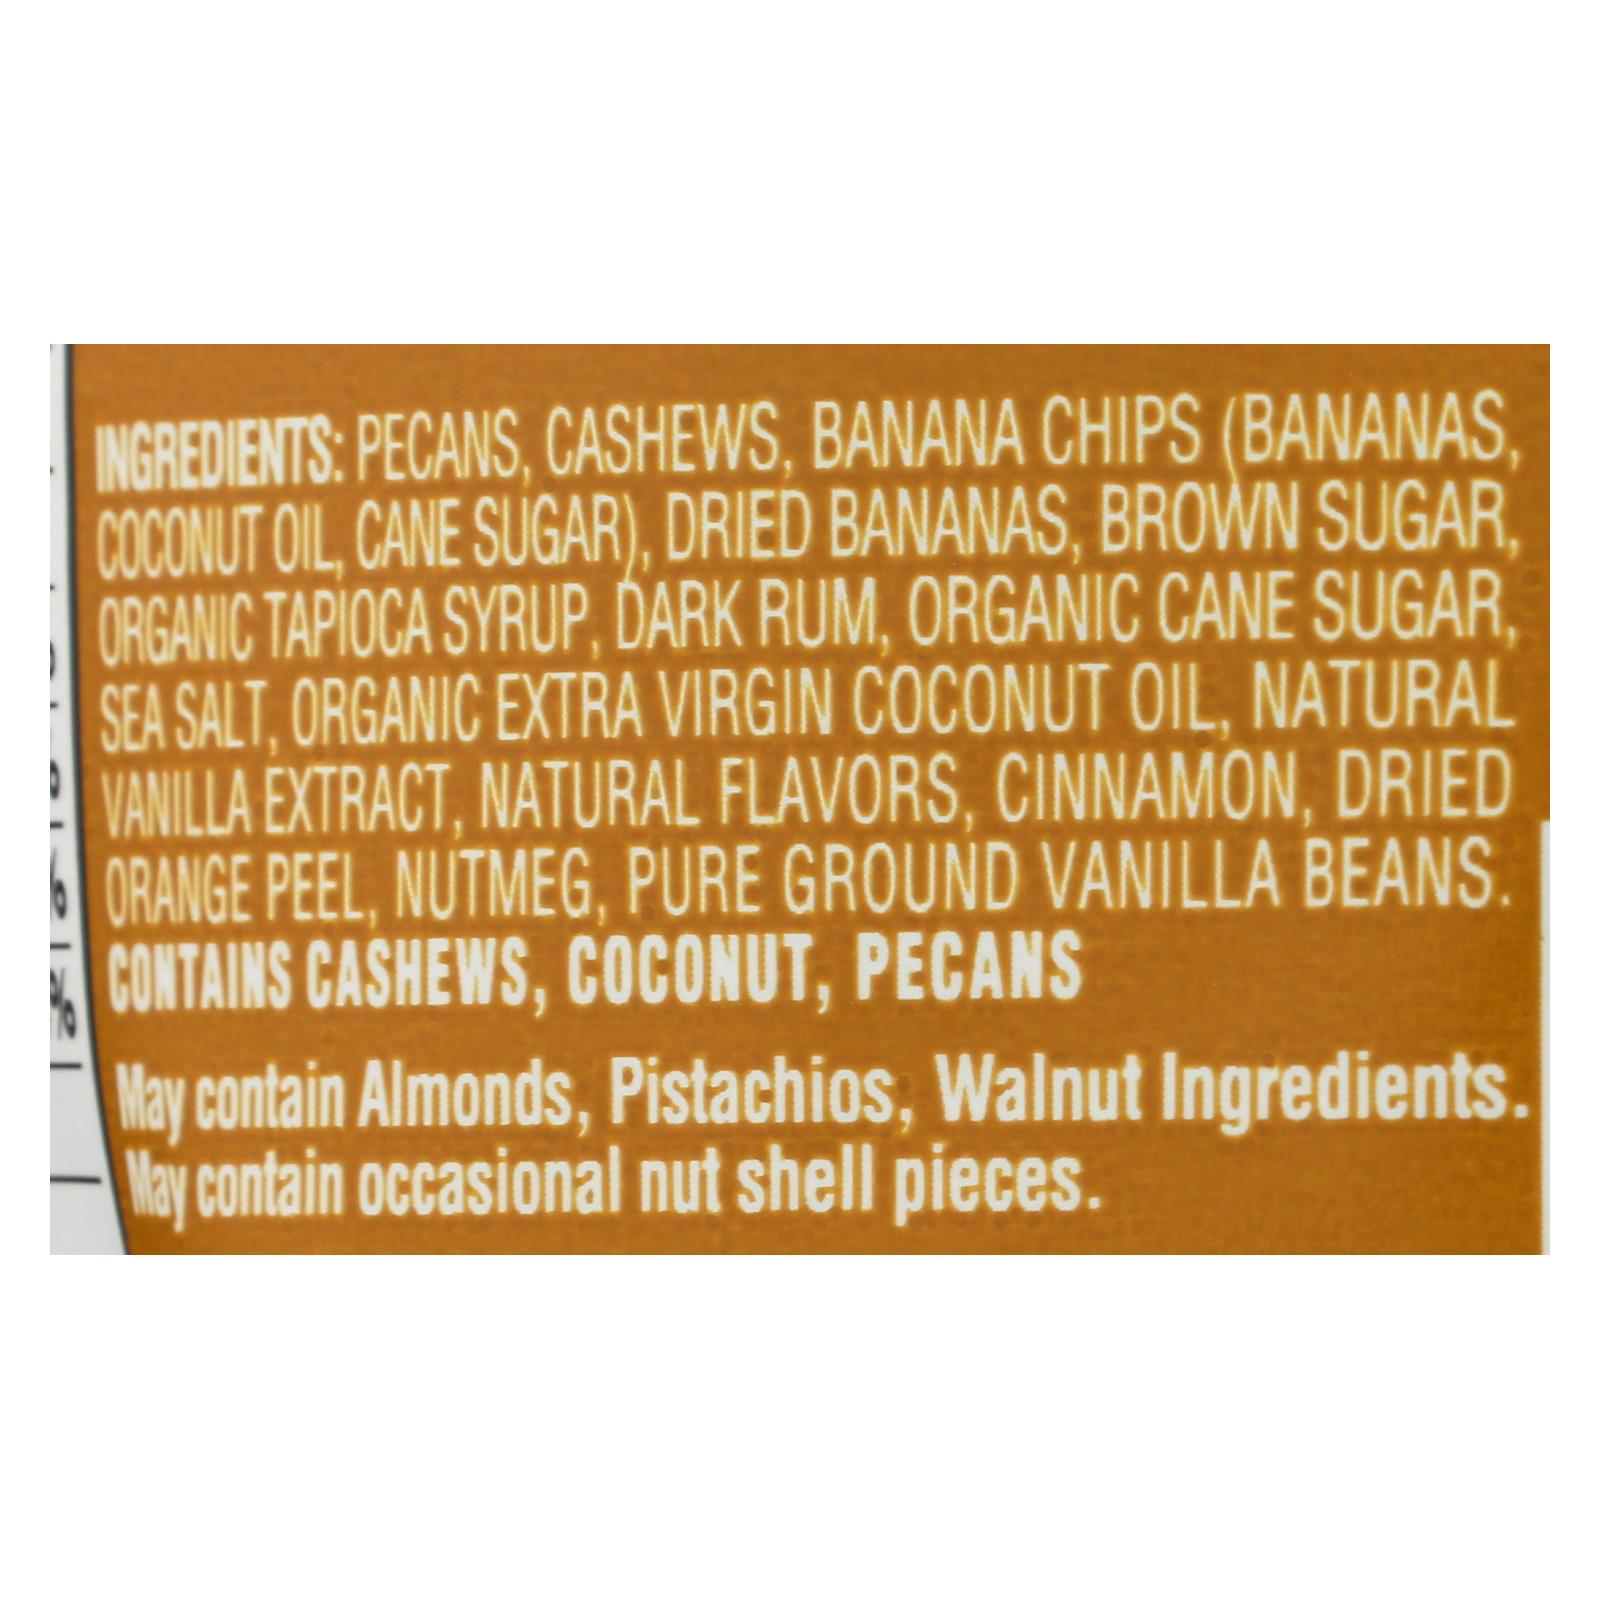 INGREDIENTS: PECANS, CASHEWS, BANANA CHIPS (BANANAS,
COCONUT OIL, CANE SUGAR), DRIED BANANAS, BROWN SUGAR,
ORGANIC TAPIOCA SYRUP, DARK RUM, ORGANIC CANE SUGAR,
SEA SALT, ORGANIC EXTRA VIRGIN COCONUT OIL, NATURAL
VANILLA EXTRACT, NATURAL FLAVORS, CINNAMON, DRIED
ORANGE PEEL, NUTMEG, PURE GROUND VANILLA BEANS.
CONTAINS CASHEWS, COCONUT, PECANS
May contain Almonds, Pistachios, Walnut Ingredients.
May contain occasional nut shell pieces.